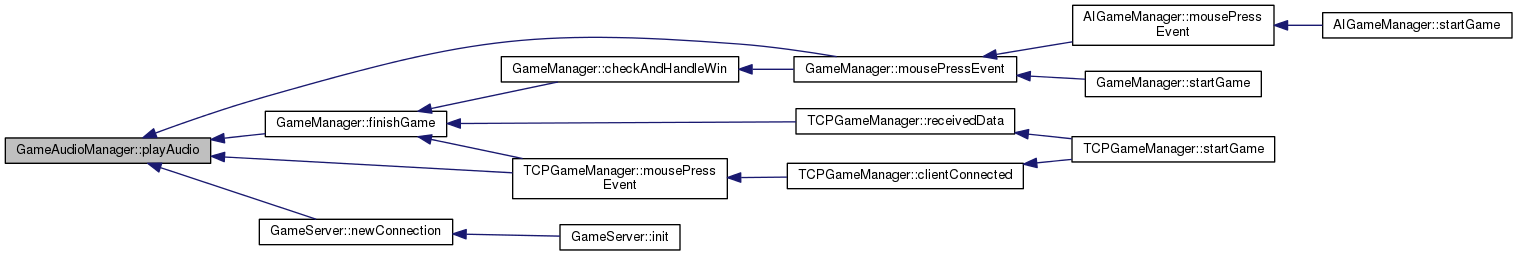 AIGameManager::mousePress
Event
AIGameManager::startGame
GameManager::checkAndHandleWin
GameManager::mousePressEvent
GameManager::startGame
GameManager::finishGame
TCPGameManager::receivedData
GameAudioManager::playAudio
TCPGameManager::startGame
TCPGameManager::mousePress
Event
TCPGameManager::clientConnected
GameServer::newConnection
GameServer::init